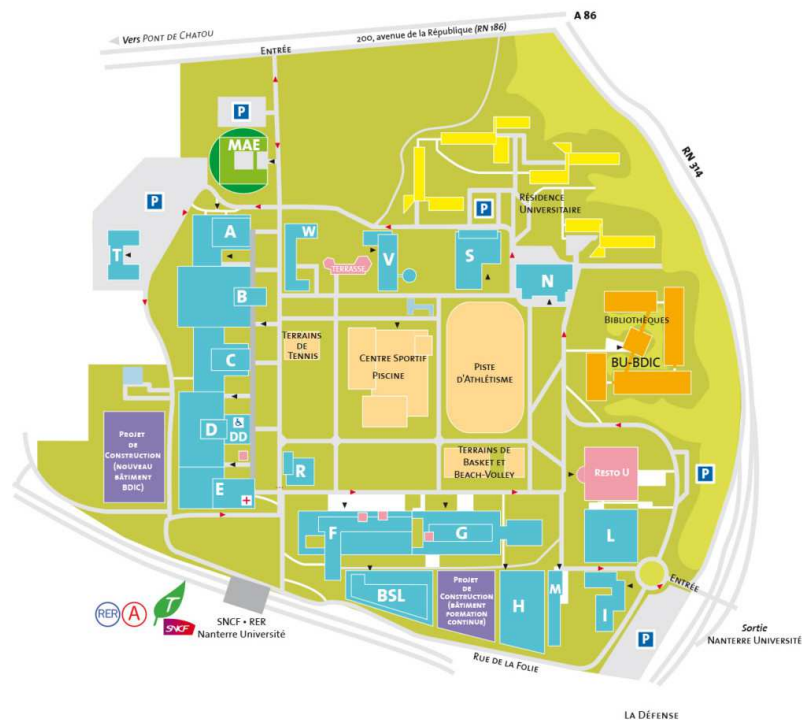 A 86
Vers PONT DE CHATOU
200, avenue de la République (RN 186)
ENTRÉE
P
MAE
RN 314
P
P
RÉSIDENCE
UNIVERSITAIRE
A
W
T
TERRASSE
V
S
N
B
BIBLIOTHÈQUES
BU-BDIC
TERRAINS
DE
TENNIS
CENTRE SPORTIF
PISCINE
PISTE
D'ATHLÉTISME
C
D
DD
PROJET
DE
CONSTRUCTION
(NOUVEAU
BÂTIMENT
BDIC)
TERRAINS DE
BASKET ET
BEACH-VOLLEY
R
RESTO U
P
E
F
G
L
BSL
PROJET
DE
CONSTRUCTION
(BÂTIMENT
FORMATION
CONTINUE)
H
M
I
ENTRÉE
RER
A
T
SNCF
SNCF • RER
Nanterre Université
Sortie
NANTERRE UNIVERSITÉ
P
RUE DE LA FOLIE
LA DÉFENSE